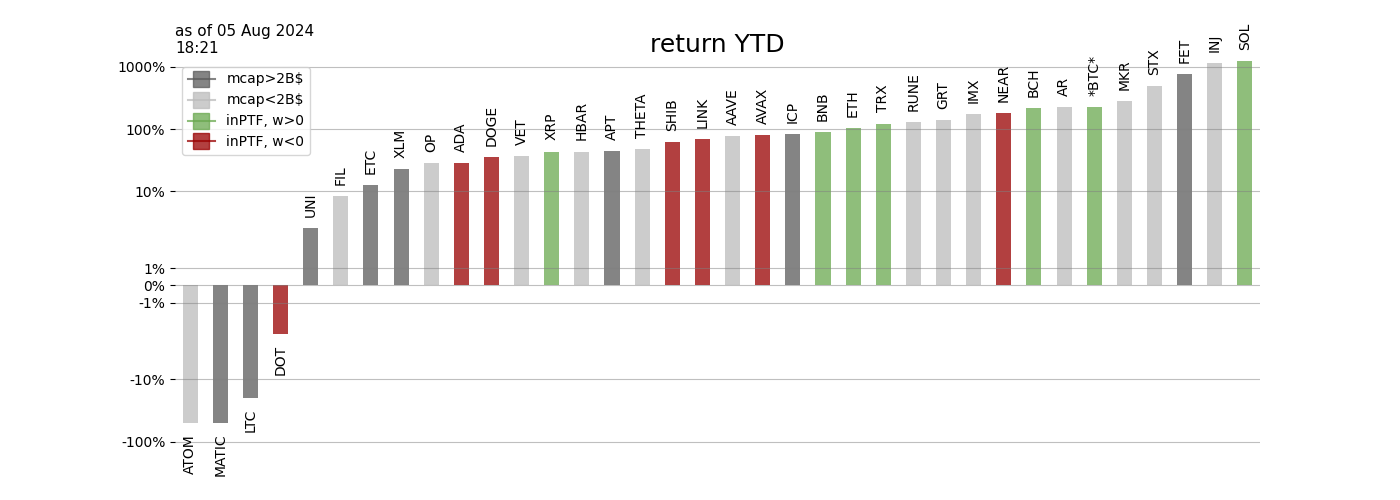 as of 05 Aug 2024
18:21
return YTD
1000%
100%
10%
1%
0%
-1%
-10%
-100%
mcap>2B$
mcap<2B$
inPTF, w>0
inPTF, w<0
ATOM
MATIC
LTC
DOT
UNI
FIL
ETC
XLM
OP
ADA
DOGE
VET
XRP
HBAR
APT
THETA
SHIB
LINK
AAVE
AVAX
ICP
BNB
ETH
TRX
RUNE
GRT
IMX
NEAR
BCH
AR
*BTC*
MKR
STX
FET
INJ
SOL